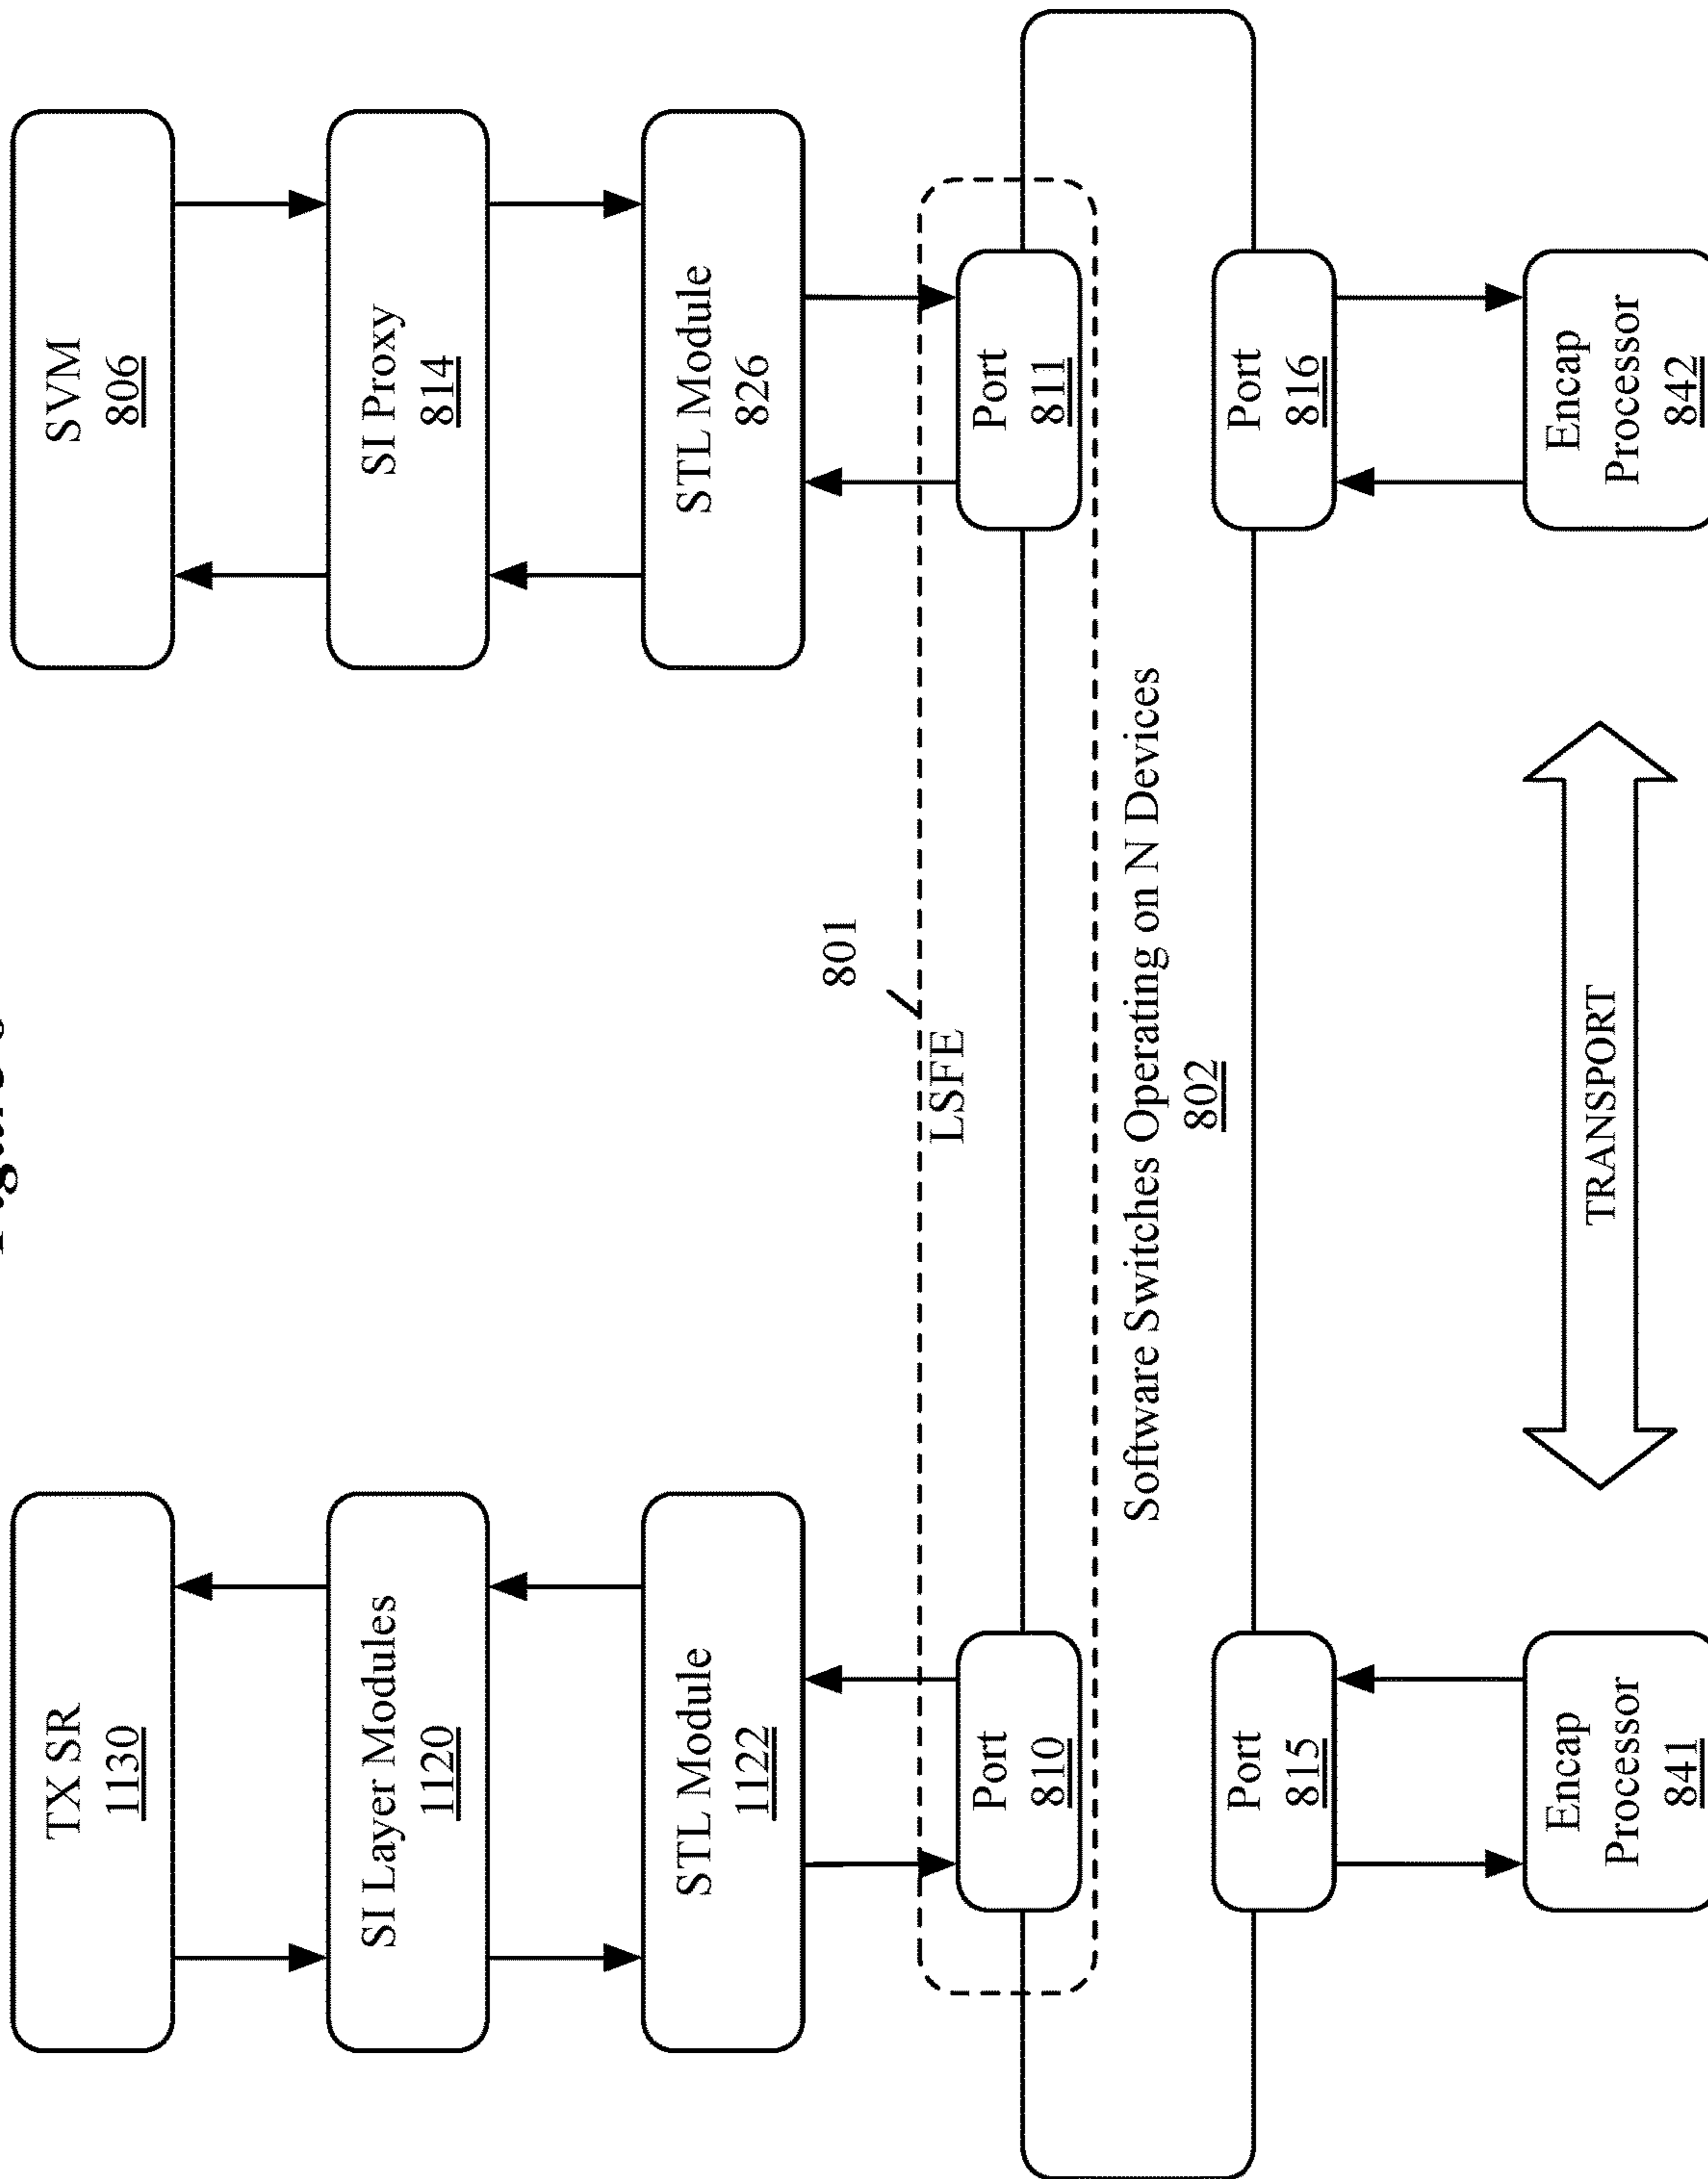 TX SR
1130
SVM
806
SI Layer Modules
1120
SI Proxy
814
STL Module
1122
STL Module
826
801
LSFE
Port
810
Port
811
Software Switches Operating on N Devices
802
Port
815
Port
816
Encap
Processor
841
TRANSPORT
Encap
Processor
842